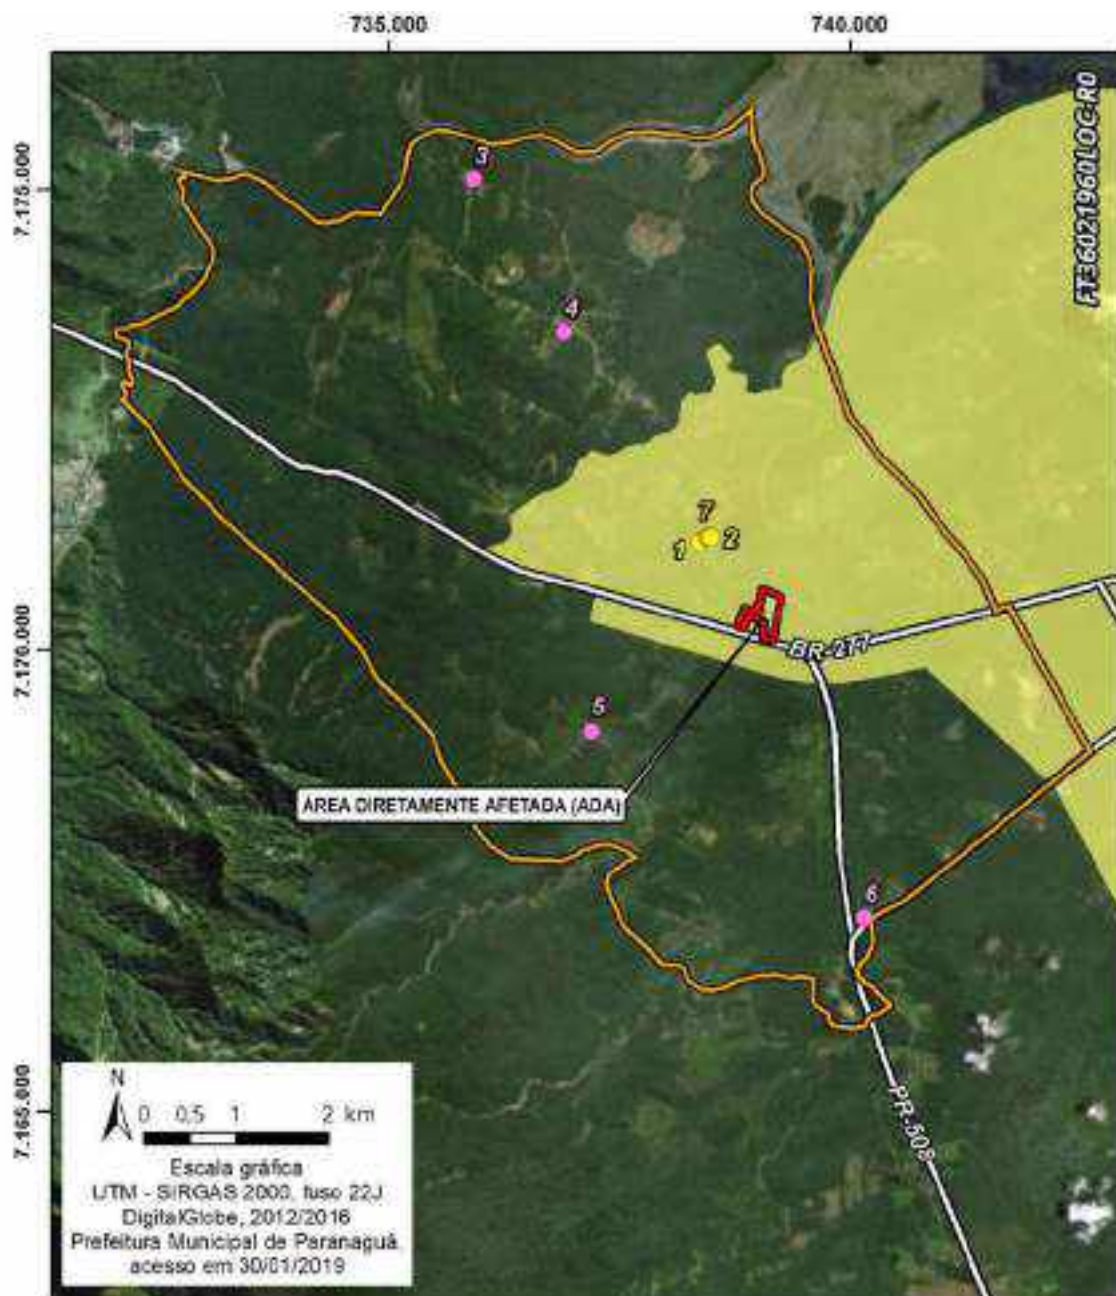 735.000
740.000
7.175.000
7.170.000
7.165.000
FT36021960LOC-R0
3
4
7
1
2
BR-277
5
ÁREA DIRETAMENTE AFETADA (ADA)
6
PR-508
N
0 0,5 1 2 km
Escala gráfica
UTM - SIRGAS 2000, fuso 22J
DigitalGlobe, 2012/2016
Prefeitura Municipal de Paranaguá,
acesso em 30/01/2019